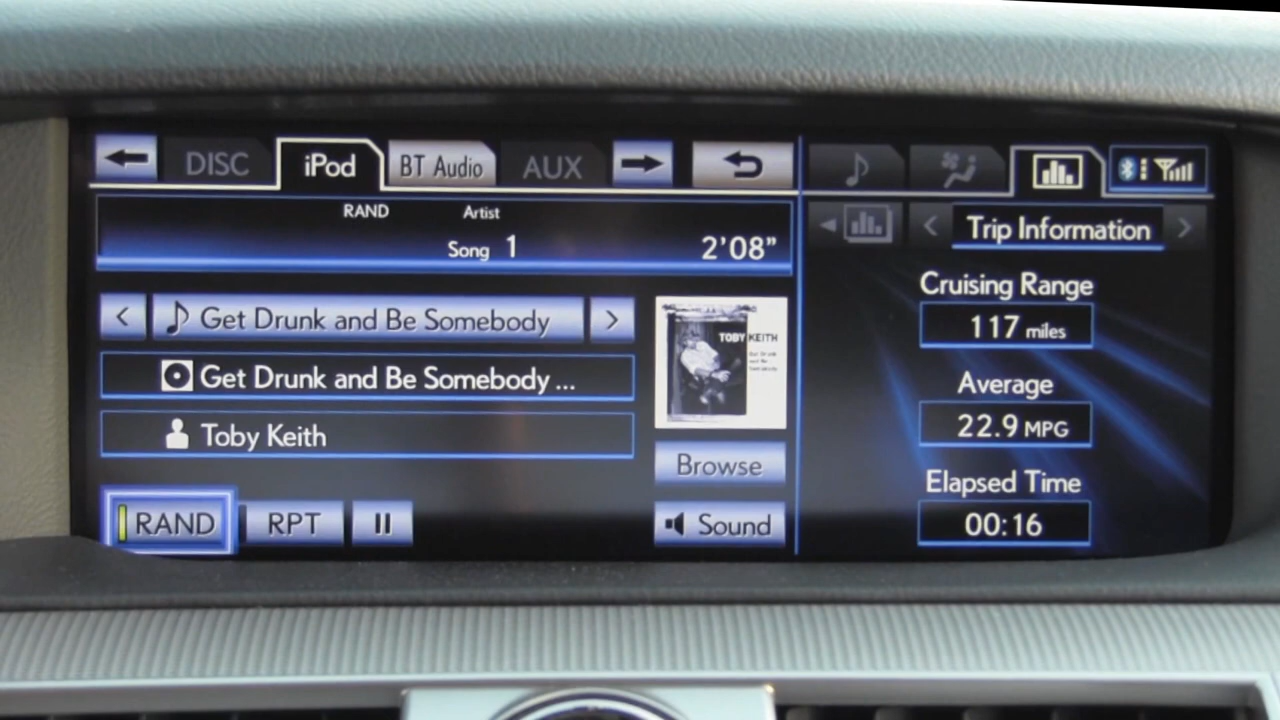 DISC iPod BT Audio AUX
RAND Artist
Song 1 2'08"
Get Drunk and Be Somebody
Get Drunk and Be Somebody ...
Toby Keith
RAND RPT
TOBY KEITH
Browse
Sound
Trip Information
Cruising Range
117 miles
Average
22.9 MPG
Elapsed Time
00:16